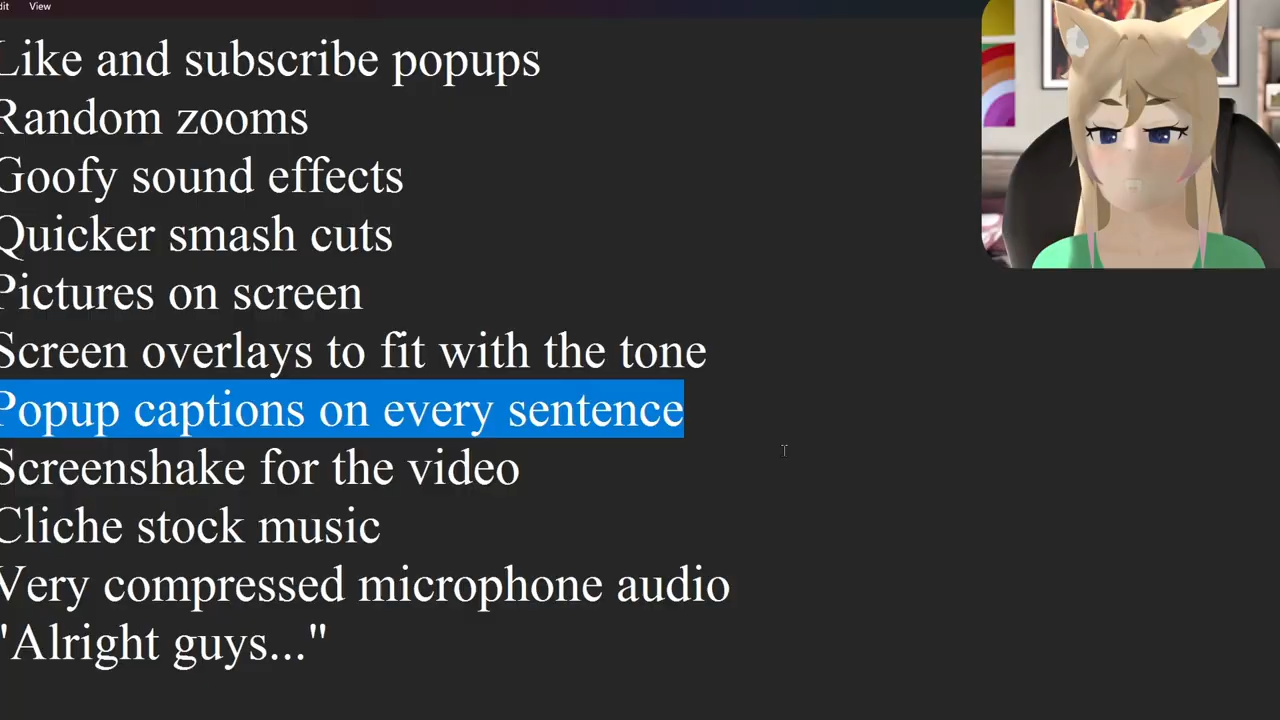 dit View
Like and subscribe popups
Random zooms
Goofy sound effects
Quicker smash cuts
Pictures on screen
Screen overlays to fit with the tone
Popup captions on every sentence
Screenshake for the video
Cliche stock music
Very compressed microphone audio
"Alright guys..."